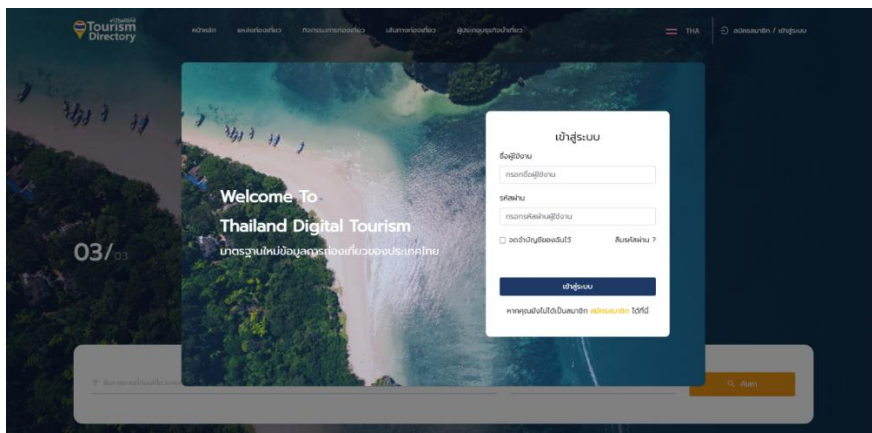 Tourism
Directory
หน้าหลัก แหล่งท่องเที่ยว กิจกรรมการท่องเที่ยว เส้นทางท่องเที่ยว ผู้ประกอบธุรกิจนำเที่ยว
THA
สมัครสมาชิก / เข้าสู่ระบบ
Welcome To
Thailand Digital Tourism
มาตรฐานใหม่ข้อมูลการท่องเที่ยวของประเทศไทย
03/03
เข้าสู่ระบบ
ชื่อผู้ใช้งาน
กรอกชื่อผู้ใช้งาน
รหัสผ่าน
กรอกรหัสผ่านผู้ใช้งาน
จดจำบัญชีของฉันไว้ ลืมรหัสผ่าน ?
เข้าสู่ระบบ
หากคุณยังไม่ได้เป็นสมาชิก สมัครสมาชิก ได้ที่นี่
ค้นหา